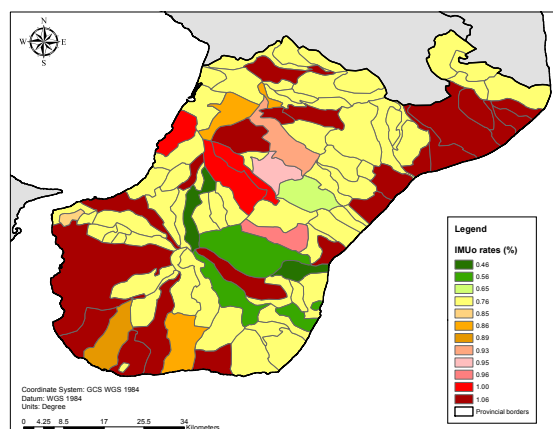 N
W E
S
Legend
IMUo rates (%)
0.46
0.56
0.65
0.76
0.85
0.86
0.89
0.93
0.95
0.96
1.00
1.06
Provincial borders
Coordinate System: GCS WGS 1984
Datum: WGS 1984
Units: Degree
0 4.25 8.5 17 25.5 34
Kilometers